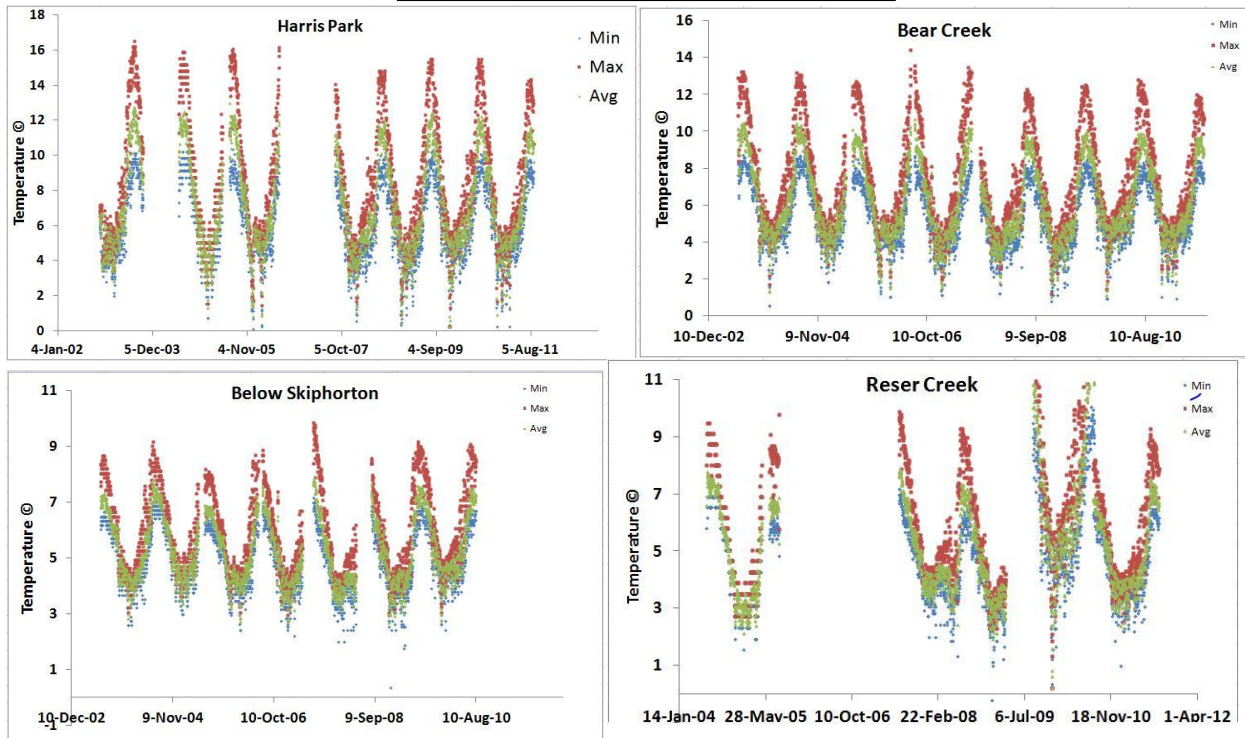 Harris Park
Min
Max
Avg
Temperature ©
18
16
14
12
10
8
6
4
2
0
4-Jan-02 5-Dec-03 4-Nov-05 5-Oct-07 4-Sep-09 5-Aug-11
Bear Creek
Min
Max
Avg
Temperature ©
16
14
12
10
8
6
4
2
0
10-Dec-02 9-Nov-04 10-Oct-06 9-Sep-08 10-Aug-10
Below Skiphorton
Min
Max
Avg
Temperature ©
11
9
7
5
3
1
-1
10-Dec-02 9-Nov-04 10-Oct-06 9-Sep-08 10-Aug-10
Reser Creek
Min
Max
Avg
Temperature ©
11
9
7
5
3
1
14-Jan-04 28-May-05 10-Oct-06 22-Feb-08 6-Jul-09 18-Nov-10 1-Apr-12